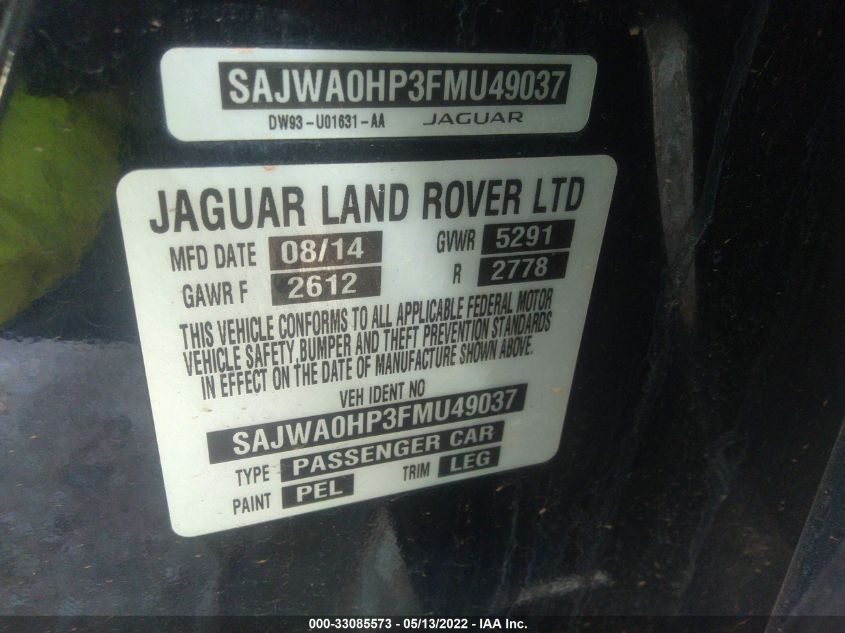 SAJWA0HP3FMU49037
DW93-U01631-AA JAGUAR
JAGUAR LAND ROVER LTD
MFD DATE 08/14 GVWR 5291
GAWR F 2612 R 2778
THIS VEHICLE CONFORMS TO ALL APPLICABLE FEDERAL MOTOR
VEHICLE SAFETY,BUMPER AND THEFT PREVENTION STANDARDS
IN EFFECT ON THE DATE OF MANUFACTURE SHOWN ABOVE.
VEH IDENT NO
SAJWA0HP3FMU49037
TYPE PASSENGER CAR
PAINT PEL TRIM LEG
000-33085573 - 05/13/2022 - IAA Inc.